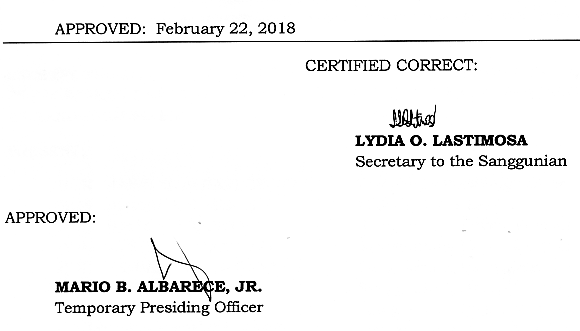 APPROVED: February 22, 2018
CERTIFIED CORRECT:
LYDIA O. LASTIMOSA
Secretary to the Sanggunian
APPROVED:
MARIO B. ALBARECE, JR.
Temporary Presiding Officer